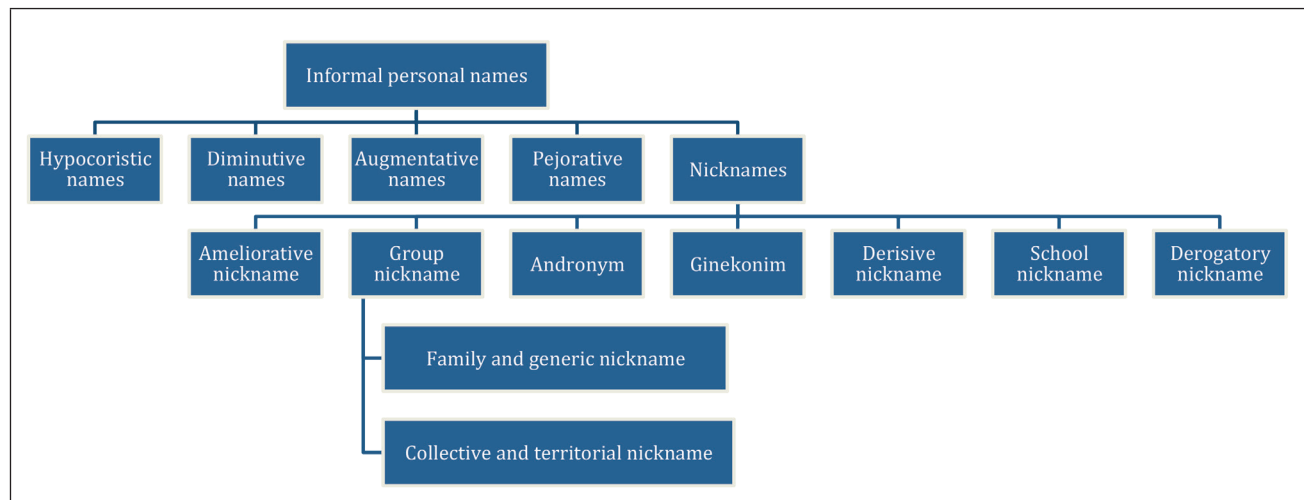 Informal personal names
Hypocoristic
names
Diminutive
names
Augmentative
names
Pejorative
names
Nicknames
Ameliorative
nickname
Group
nickname
Andronym
Ginekonim
Derisive
nickname
School
nickname
Derogatory
nickname
Family and generic nickname
Collective and territorial nickname